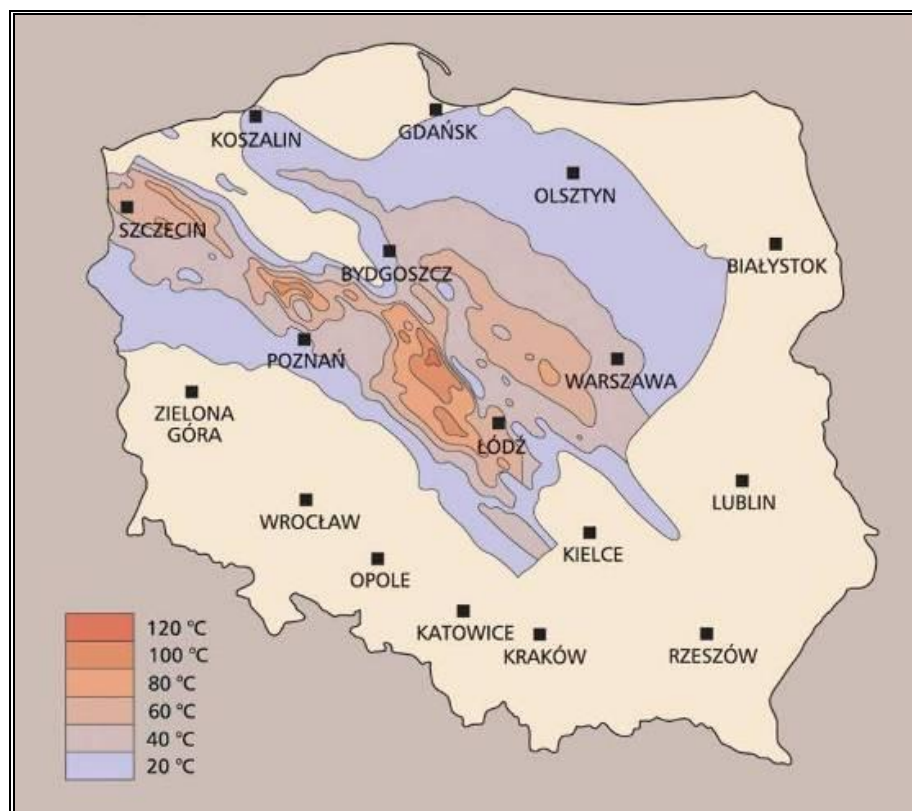 KOSZALIN
GDAŃSK
OLSZTYN
SZCZECIN
BIAŁYSTOK
BYDGOSZCZ
POZNAŃ
WARSZAWA
ZIELONA
GÓRA
ŁÓDŹ
LUBLIN
WROCŁAW
KIELCE
OPOLE
KATOWICE
KRAKÓW
RZESZÓW
120 °C
100 °C
80 °C
60 °C
40 °C
20 °C